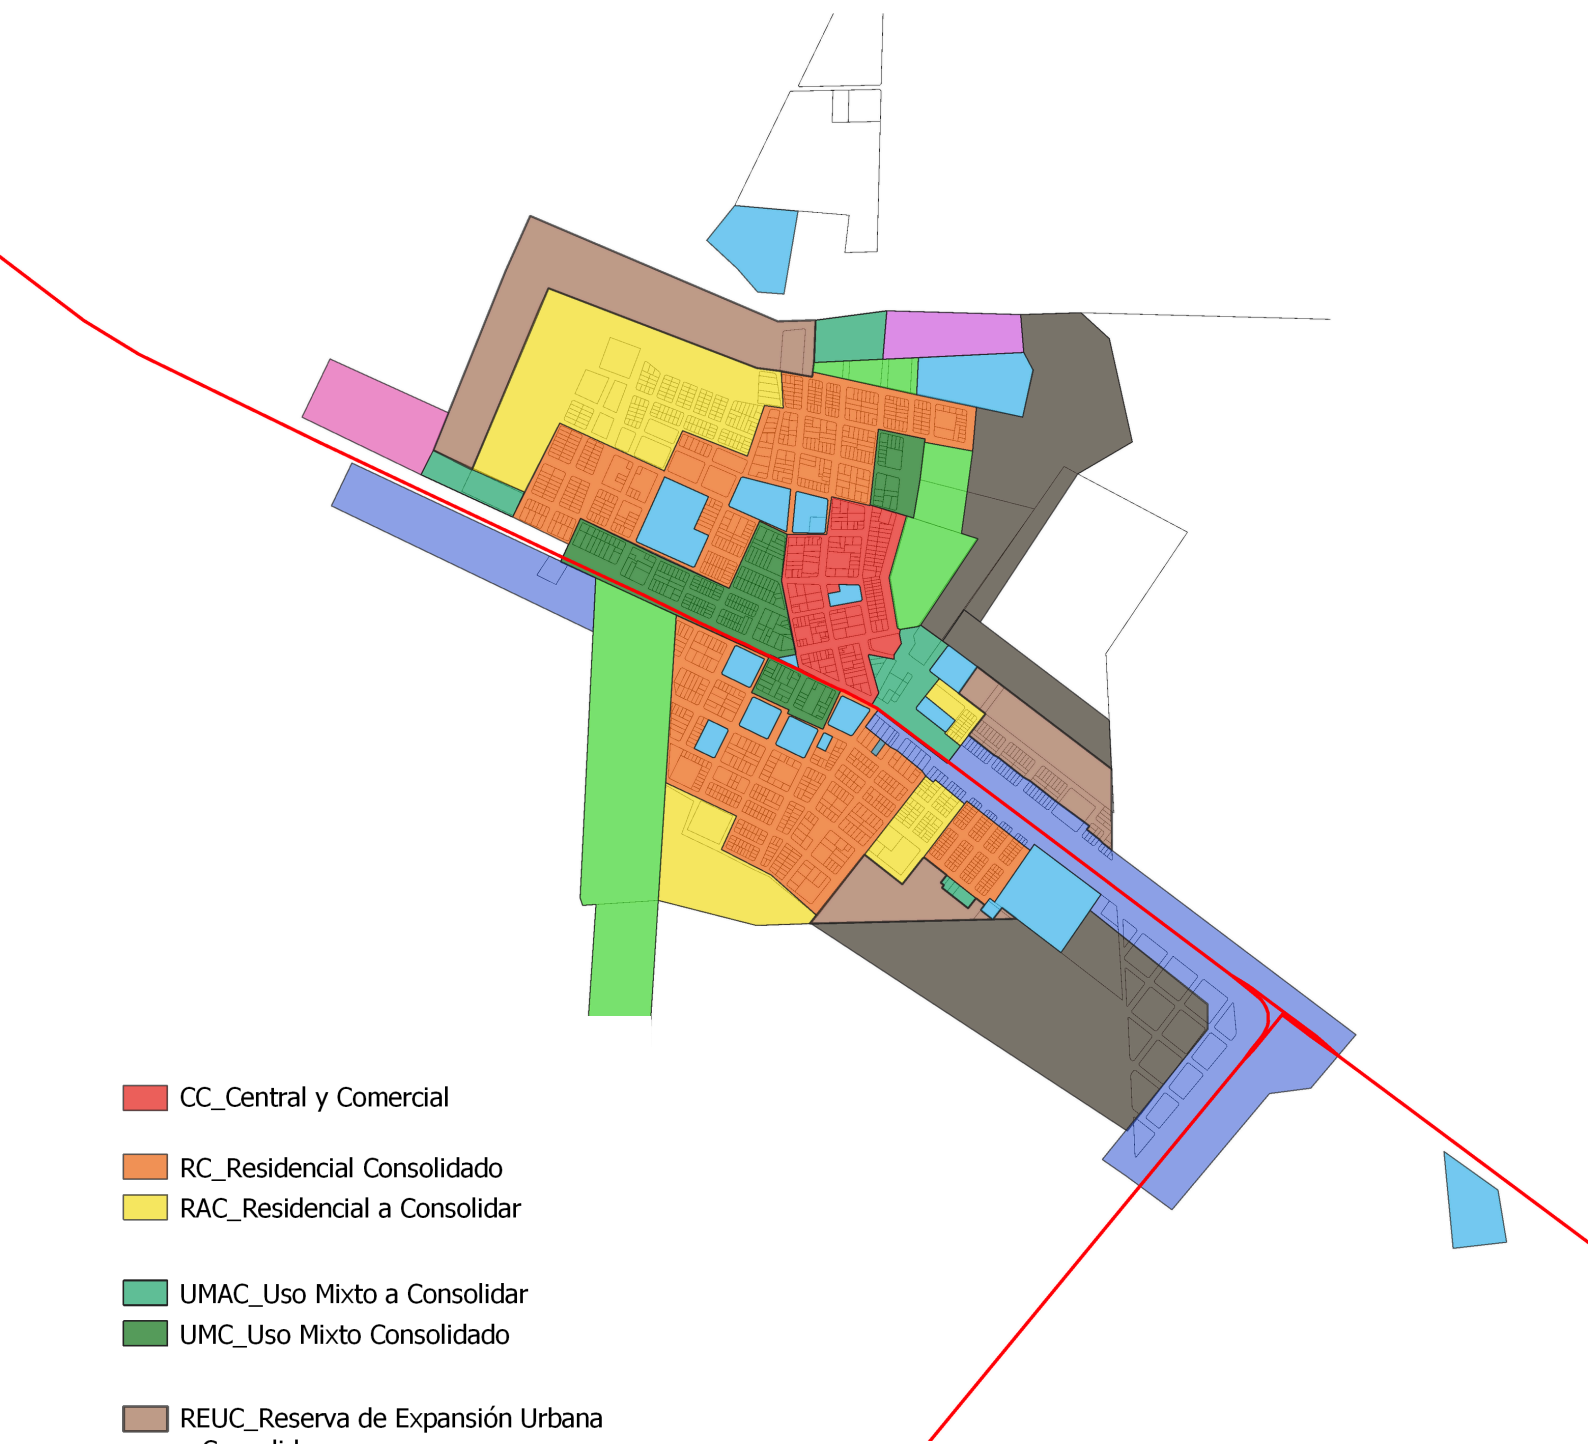 CC_Central y Comercial
RC_Residencial Consolidado
RAC_Residencial a Consolidar
UMAC_Uso Mixto a Consolidar
UMC_Uso Mixto Consolidado
REUC_Reserva de Expansión Urbana